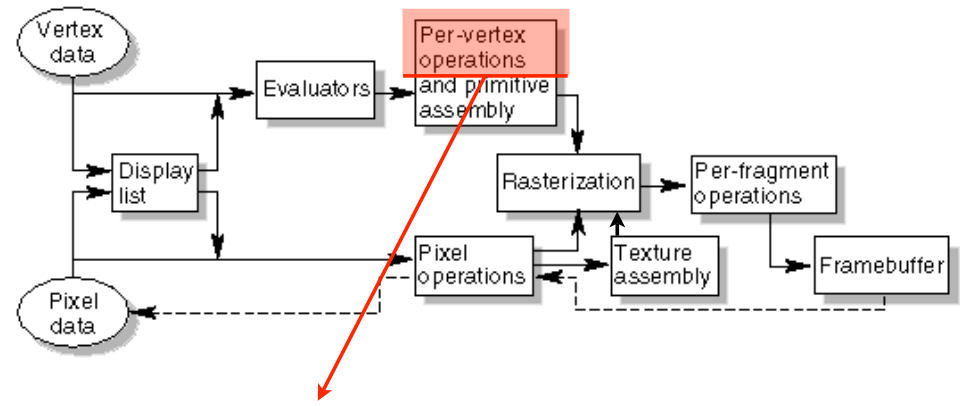 Vertex
data
Evaluators
Per-vertex
operations
and primitive
assembly
Display
list
Rasterization
Per-fragment
operations
Pixel
data
Pixel
operations
Texture
assembly
Framebuffer